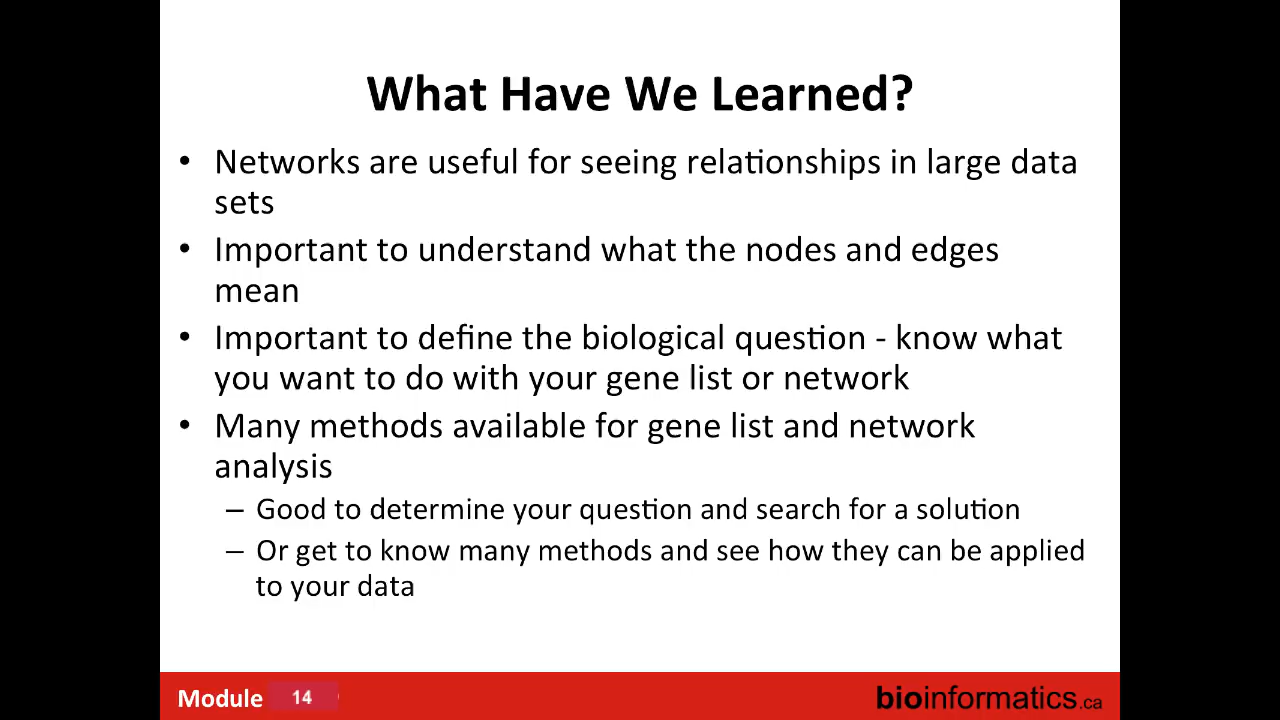 What Have We Learned?
• Networks are useful for seeing relationships in large data
sets
• Important to understand what the nodes and edges
mean
• Important to define the biological question - know what
you want to do with your gene list or network
• Many methods available for gene list and network
analysis
– Good to determine your question and search for a solution
– Or get to know many methods and see how they can be applied
to your data
Module 14
bioinformatics.ca